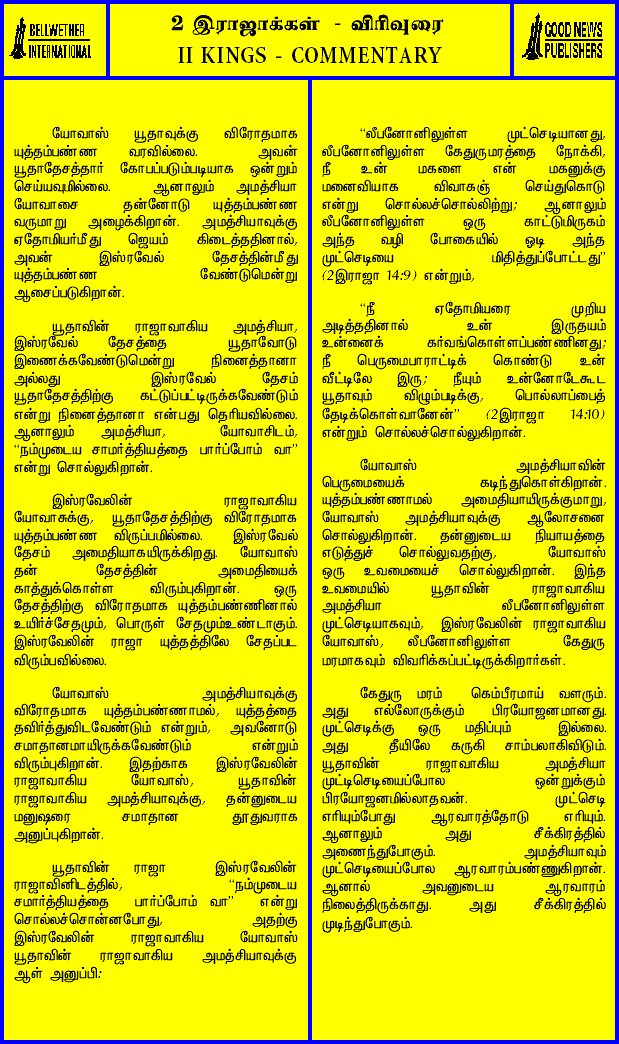 BELLWETHER
INTERNATIONAL
2 இராஜாக்கள் - விரிவுரை
II KINGS - COMMENTARY
GOOD NEWS
PUBLISHERS
யோவாஸ் யூதாவுக்கு விரோதமாக
யுத்தம்பண்ண வரவில்லை. அவன்
யூதாதேசத்தார் கோபப்படும்படியாக ஒன்றும்
செய்யவுமில்லை. ஆனாலும் அமத்சியா
யோவாசை தன்னோடு யுத்தம்பண்ண
வருமாறு அழைக்கிறான். அமத்சியாவுக்கு
ஏதோமியர்மீது ஜெயம் கிடைத்ததினால்,
அவன் இஸ்ரவேல் தேசத்தின்மீது
யுத்தம்பண்ண வேண்டுமென்று
ஆசைப்படுகிறான்.
யூதாவின் ராஜாவாகிய அமத்சியா,
இஸ்ரவேல் தேசத்தை யூதாவோடு
இணைக்கவேண்டுமென்று நினைத்தானா
அல்லது இஸ்ரவேல் தேசம்
யூதாதேசத்திற்கு கட்டுப்பட்டிருக்கவேண்டும்
என்று நினைத்தானா என்பது தெரியவில்லை.
ஆனாலும் அமத்சியா, யோவாசிடம்,
“நம்முடைய சாமர்த்தியத்தை பார்ப்போம் வா”
என்று சொல்லுகிறான்.
இஸ்ரவேலின் ராஜாவாகிய
யோவாசுக்கு, யூதாதேசத்திற்கு விரோதமாக
யுத்தம்பண்ண விருப்பமில்லை. இஸ்ரவேல்
தேசம் அமைதியாகயிருக்கிறது. யோவாஸ்
தன் தேசத்தின் அமைதியைக்
காத்துக்கொள்ள விரும்புகிறான். ஒரு
தேசத்திற்கு விரோதமாக யுத்தம்பண்ணினால்
உயிர்ச்சேதமும், பொருள் சேதமும்உண்டாகும்.
இஸ்ரவேலின் ராஜா யுத்தத்திலே சேதப்பட
விரும்பவில்லை.
யோவாஸ் அமத்சியாவுக்கு
விரோதமாக யுத்தம்பண்ணாமல், யுத்தத்தை
தவிர்த்துவிடவேண்டும் என்றும், அவனோடு
சமாதானமாயிருக்கவேண்டும் என்றும்
விரும்புகிறான். இதற்காக இஸ்ரவேலின்
ராஜாவாகிய யோவாஸ், யூதாவின்
ராஜாவாகிய அமத்சியாவுக்கு, தன்னுடைய
மனுஷரை சமாதான தூதுவராக
அனுப்புகிறான்.
யூதாவின் ராஜா இஸ்ரவேலின்
ராஜாவினிடத்தில், “நம்முடைய
சமார்த்தியத்தை பார்ப்போம் வா” என்று
சொல்லச்சொன்னபோது, அதற்கு
இஸ்ரவேலின் ராஜாவாகிய யோவாஸ்
யூதாவின் ராஜாவாகிய அமத்சியாவுக்கு
ஆள் அனுப்பி:
“லீபனோனிலுள்ள முட்செடியானது,
லீபனோனிலுள்ள கேதுருமரத்தை நோக்கி,
நீ உன் மகளை என் மகனுக்கு
மனைவியாக விவாகஞ் செய்துகொடு
என்று சொல்லச்சொல்லிற்று; ஆனாலும்
லீபனோனிலுள்ள ஒரு காட்டுமிருகம்
அந்த வழி போகையில் ஓடி அந்த
முட்செடியை மிதித்துப்போட்டது”
(2இராஜா 14:9) என்றும்,
“நீ ஏதோமியரை முறிய
அடித்ததினால் உன் இருதயம்
உன்னைக் கர்வங்கொள்ளப்பண்ணினது;
நீ பெருமைபாராட்டிக் கொண்டு உன்
வீட்டிலே இரு; நீயும் உன்னோடேகூட
யூதாவும் விழும்படிக்கு, பொல்லாப்பைத்
தேடிக்கொள்வானேன்” (2இராஜா 14:10)
என்றும் சொல்லச்சொல்லுகிறான்.
யோவாஸ் அமத்சியாவின்
பெருமையைக் கடிந்துகொள்கிறான்.
யுத்தம்பண்ணாமல் அமைதியாயிருக்குமாறு,
யோவாஸ் அமத்சியாவுக்கு ஆலோசனை
சொல்லுகிறான். தன்னுடைய நியாயத்தை
எடுத்துச் சொல்லுவதற்கு, யோவாஸ்
ஒரு உவமையைச் சொல்லுகிறான். இந்த
உவமையில் யூதாவின் ராஜாவாகிய
அமத்சியா லீபனோனிலுள்ள
முட்செடியாகவும், இஸ்ரவேலின் ராஜாவாகிய
யோவாஸ், லீபனோனிலுள்ள கேதுரு
மரமாகவும் விவரிக்கப்பட்டிருக்கிறார்கள்.
கேதுரு மரம் கெம்பீரமாய் வளரும்.
அது எல்லோருக்கும் பிரயோஜனமானது.
முட்செடிக்கு ஒரு மதிப்பும் இல்லை.
அது தீயிலே கருகி சாம்பலாகிவிடும்.
யூதாவின் ராஜாவாகிய அமத்சியா
முட்டிசெடியைப்போல ஒன்றுக்கும்
பிரயோஜனமில்லாதவன். முட்செடி
எரியும்போது ஆரவாரத்தோடு எரியும்.
ஆனாலும் அது சீக்கிரத்தில்
அணைந்துபோகும். அமத்சியாவும்
முட்செடியைப்போல ஆரவாரம்பண்ணுகிறான்.
ஆனால் அவனுடைய ஆரவாரம்
நிலைத்திருக்காது. அது சீக்கிரத்தில்
முடிந்துபோகும்.